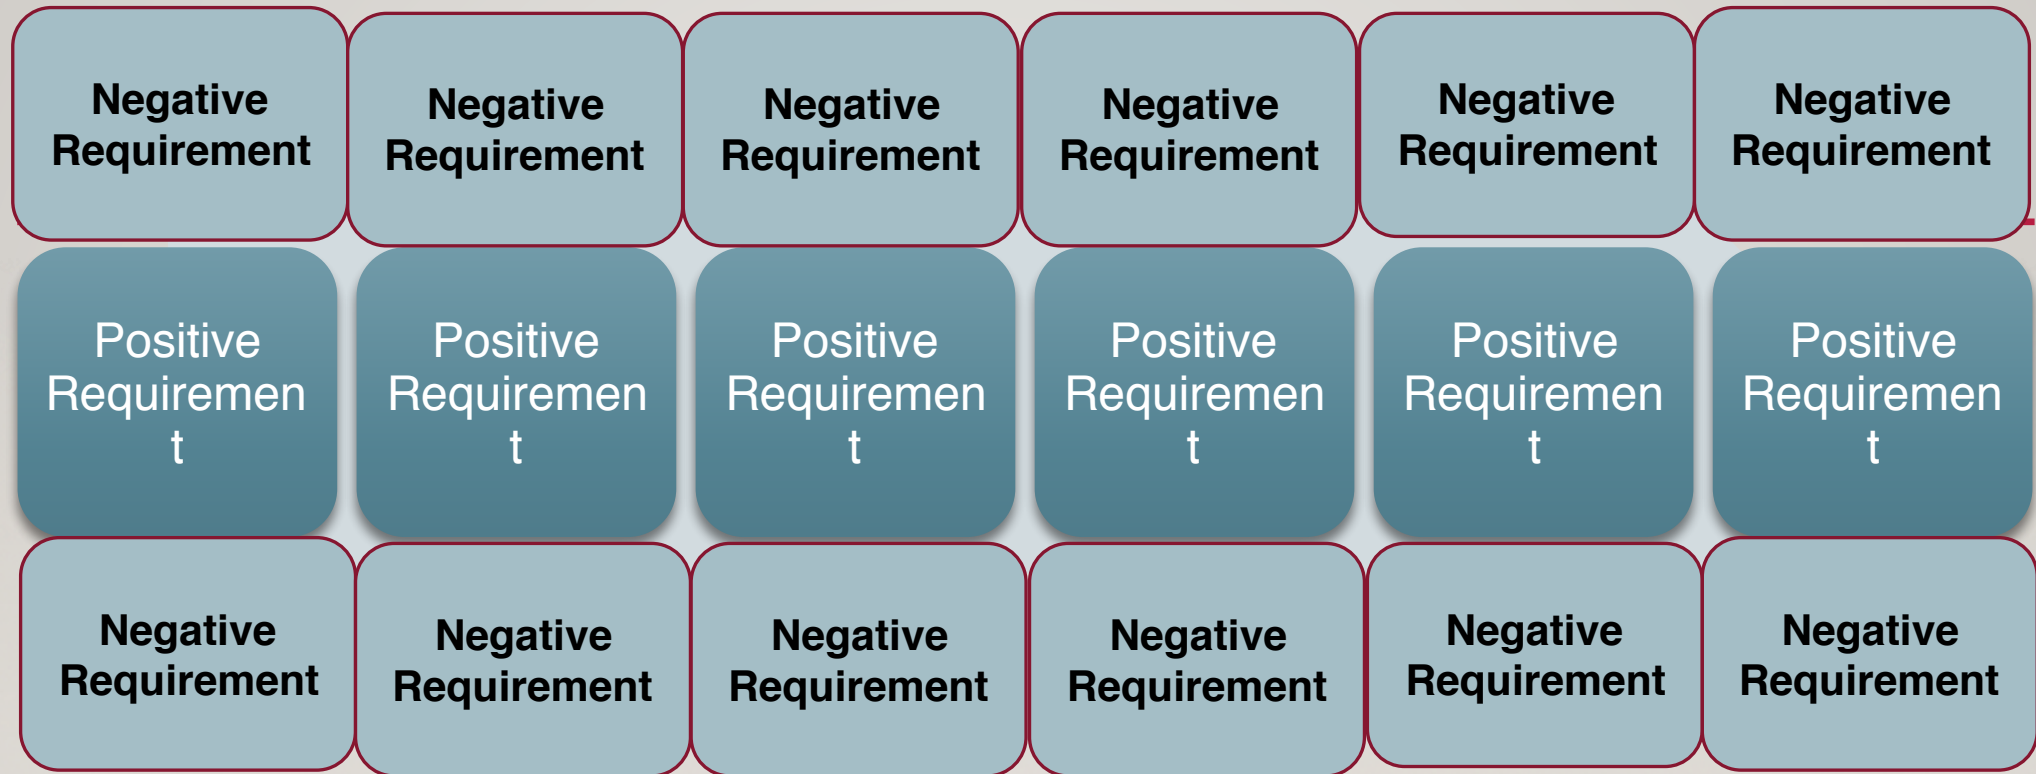 Negative
Requirement
Negative
Requirement
Negative
Requirement
Negative
Requirement
Negative
Requirement
Negative
Requirement
Positive
Requiremen
t
Positive
Requiremen
t
Positive
Requiremen
t
Positive
Requiremen
t
Positive
Requiremen
t
Positive
Requiremen
t
Negative
Requirement
Negative
Requirement
Negative
Requirement
Negative
Requirement
Negative
Requirement
Negative
Requirement